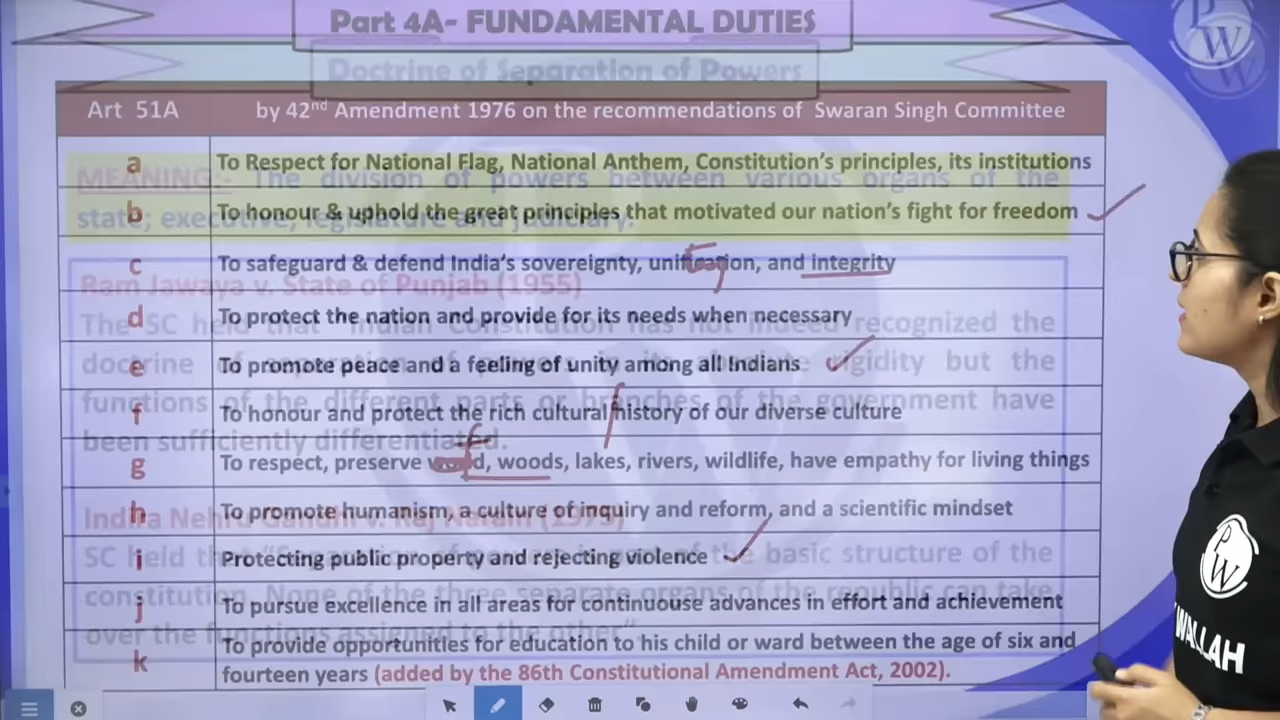 Part 4A- FUNDAMENTAL DUTIES
Doctrine of Separation of Powers
Art 51A by 42nd Amendment 1976 on the recommendations of Swaran Singh Committee
a To Respect for National Flag, National Anthem, Constitution's principles, its institutions
MEANING:- The division of powers between various organs of the
b To honour & uphold the great principles that motivated our nation's fight for freedom
state; executive, legislature and judiciary.
c To safeguard & defend India's sovereignty, unification, and integrity
Ram Jawaya v. State of Punjab (1955)
d To protect the nation and provide for its needs when necessary
The SC held that Indian Constitution has not indeed recognized the
e To promote peace and a feeling of unity among all Indians
doctrine of separation of powers in its absolute rigidity but the
f To honour and protect the rich cultural history of our diverse culture
functions of the different parts or branches of the government have
been sufficiently differentiated.
g To respect, preserve woods, lakes, rivers, wildlife, have empathy for living things
h To promote humanism, a culture of inquiry and reform, and a scientific mindset
Indira Nehru Gandhi v. Raj Narain (1975)
i Protecting public property and rejecting violence
SC held that basic structure of the
constitution. None of the three separate organs of the republic can take
j To pursue excellence in all areas for continuouse advances in effort and achievement
over the functions assigned to the other".
k To provide opportunities for education to his child or ward between the age of six and
fourteen years (added by the 86th Constitutional Amendment Act, 2002).
PW
PW
WALLAH